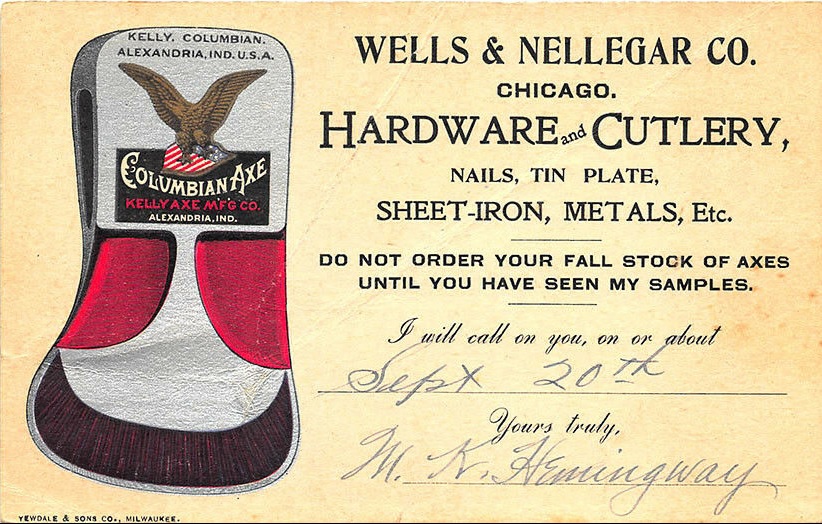 KELLY, COLUMBIAN.
ALEXANDRIA, IND. U.S.A.
COLUMBIAN AXE
KELLY AXE MFG CO.
ALEXANDRIA, IND.
WELLS & NELLEGAR CO.
CHICAGO.
HARDWARE and CUTLERY,
NAILS, TIN PLATE,
SHEET-IRON, METALS, Etc.
DO NOT ORDER YOUR FALL STOCK OF AXES
UNTIL YOU HAVE SEEN MY SAMPLES.
I will call on you, on or about
Sept 20th
Yours truly,
M. K. Hemingway
YEWDALE & SONS CO., MILWAUKEE.